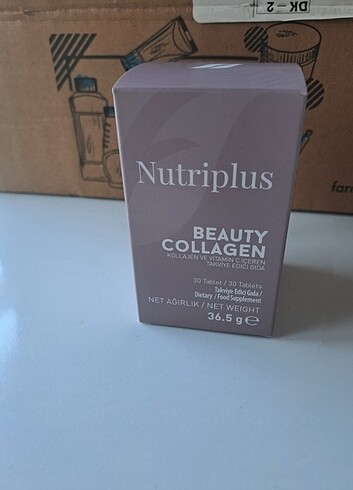 DK-2
farm
Nutriplus
BEAUTY
COLLAGEN
KOLLAJEN VE VİTAMİN C İÇEREN
TAKVİYE EDİCİ GIDA
30 Tablet / 30 Tablets
Takviye Edici Gıda /
Dietary / Food Supplement
NET AĞIRLIK / NET WEIGHT
36.5 g ℮